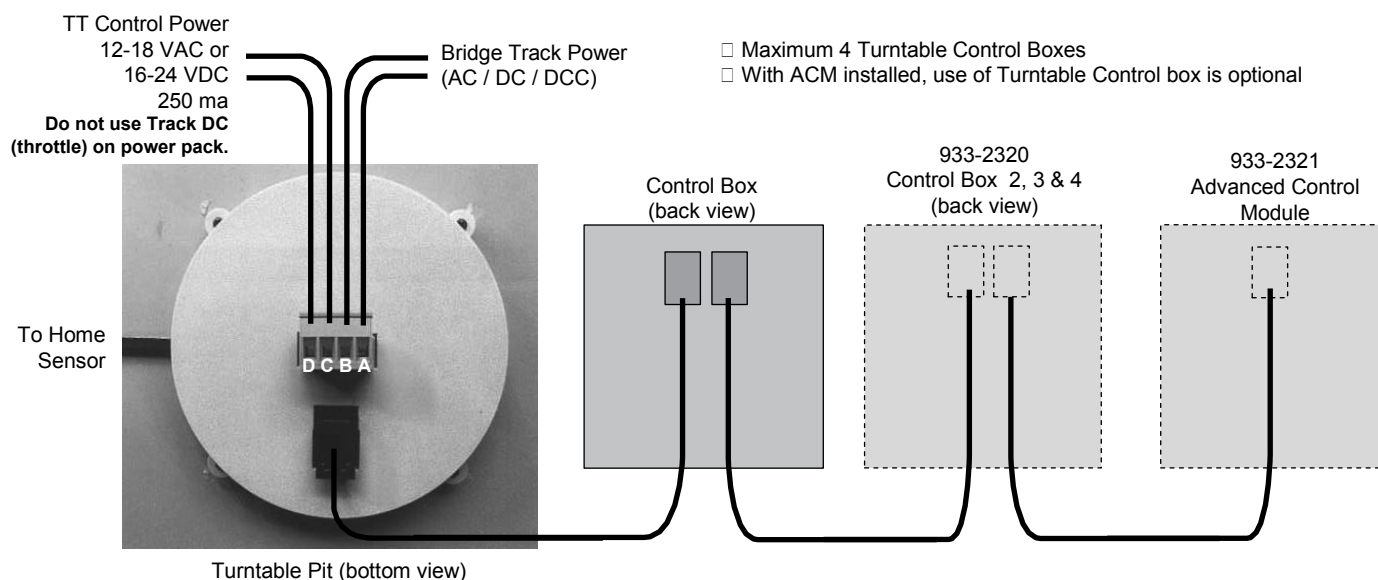 TT Control Power
12-18 VAC or
16-24 VDC
250 ma
Do not use Track DC
(throttle) on power pack.
Bridge Track Power
(AC / DC / DCC)
□ Maximum 4 Turntable Control Boxes
□ With ACM installed, use of Turntable Control box is optional
To Home
Sensor
D C B A
Control Box
(back view)
933-2320
Control Box 2, 3 & 4
(back view)
933-2321
Advanced Control
Module
Turntable Pit (bottom view)